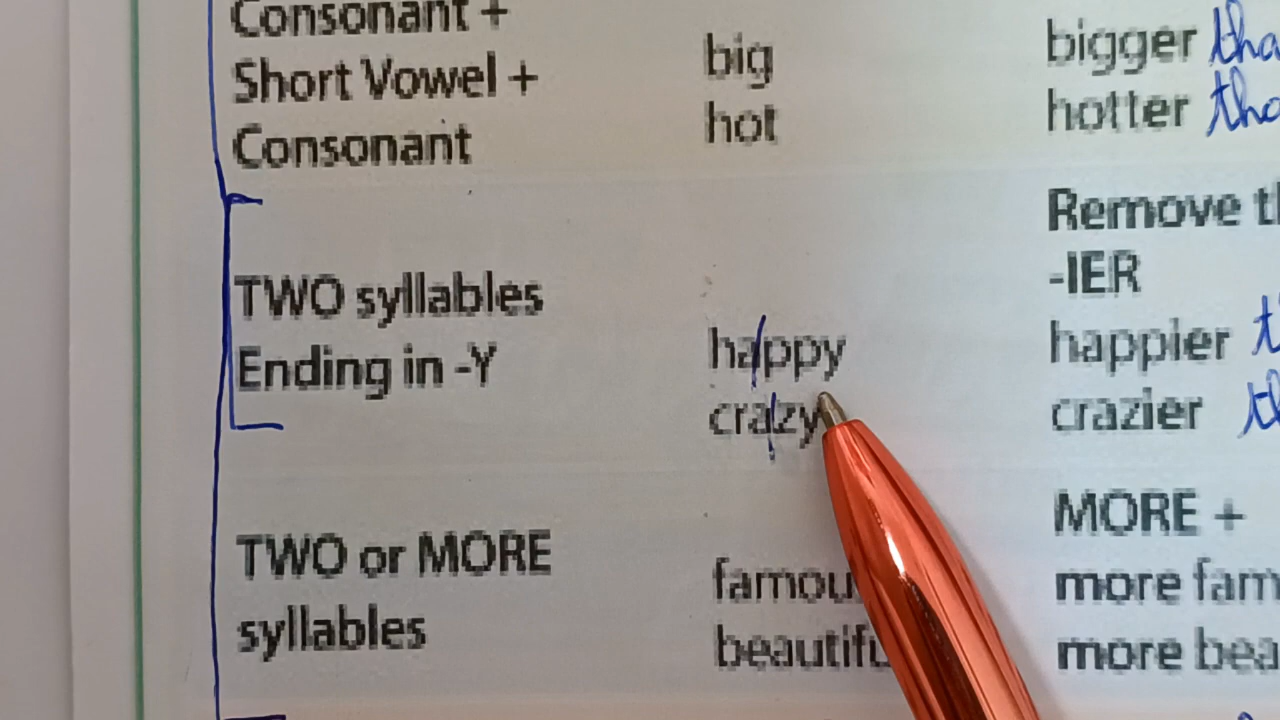 Consonant +
Short Vowel +
Consonant
big
hot
bigger
hotter
TWO syllables
Ending in -Y
happy
crazy
Remove
-IER
happier
crazier
TWO or MORE
syllables
MORE +
more
more